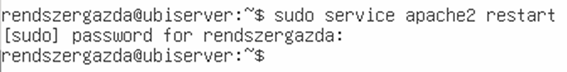 rendszergazda@ubiserver:~$ sudo service apache2 restart
[sudo] password for rendszergazda:
rendszergazda@ubiserver:~$